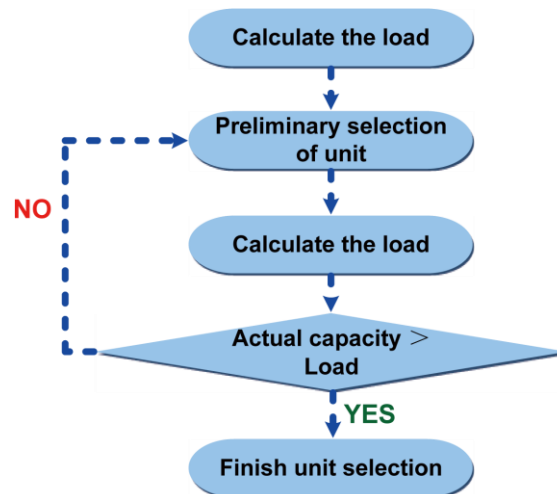 Calculate the load
Preliminary selection
of unit
NO
Calculate the load
Actual capacity ＞
Load
YES
Finish unit selection